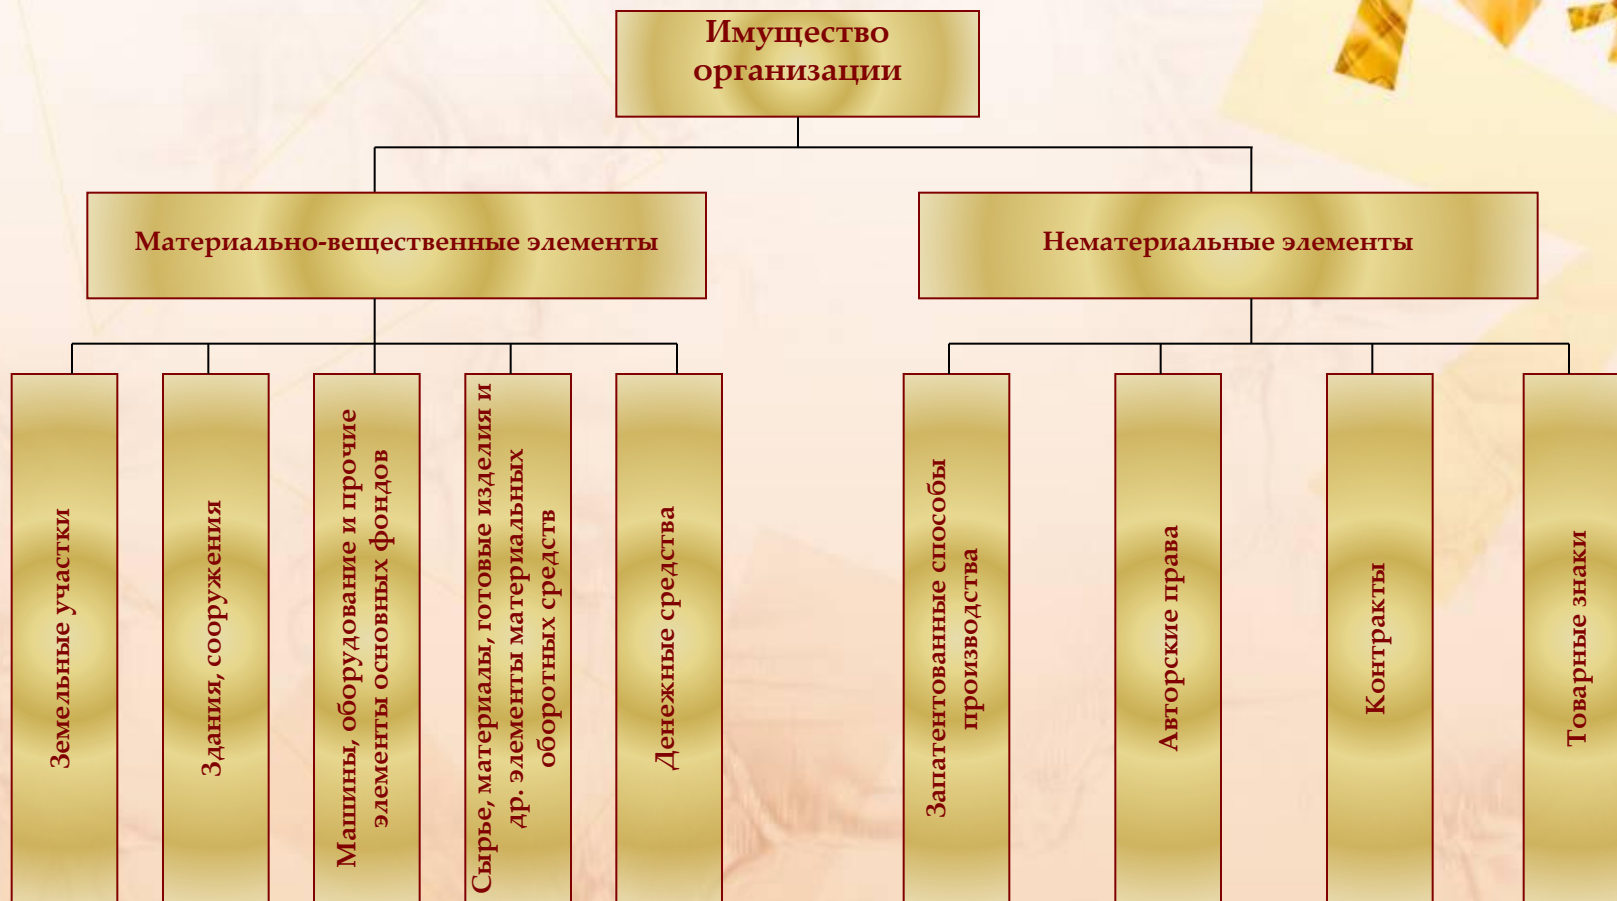 Имущество
организации
Материально-вещественные элементы
Нематериальные элементы
Земельные участки
Здания, сооружения
Машины, оборудование и прочие
элементы основных фондов
Сырье, материалы, готовые изделия и
др. элементы материальных
оборотных средств
Денежные средства
Запатентованные способы
производства
Авторские права
Контракты
Товарные знаки